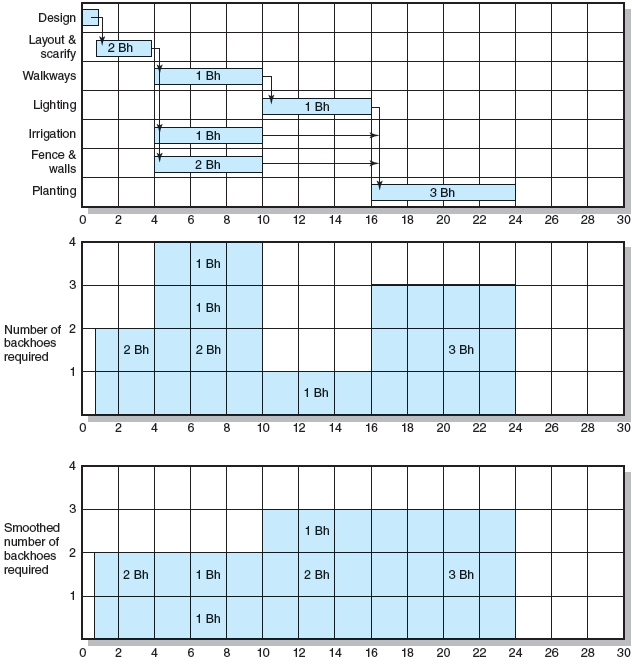 Design
Layout &
scarify
2 Bh
Walkways
1 Bh
Lighting
1 Bh
Irrigation
1 Bh
Fence &
walls
2 Bh
Planting
3 Bh
0 2 4 6 8 10 12 14 16 18 20 22 24 26 28 30
4
1 Bh
3
1 Bh
Number of
backhoes
required
2
2 Bh 2 Bh 3 Bh
1
1 Bh
0 2 4 6 8 10 12 14 16 18 20 22 24 26 28 30
4
3
1 Bh
Smoothed
number of
backhoes
required
2
2 Bh 1 Bh 2 Bh 3 Bh
1
1 Bh
0 2 4 6 8 10 12 14 16 18 20 22 24 26 28 30